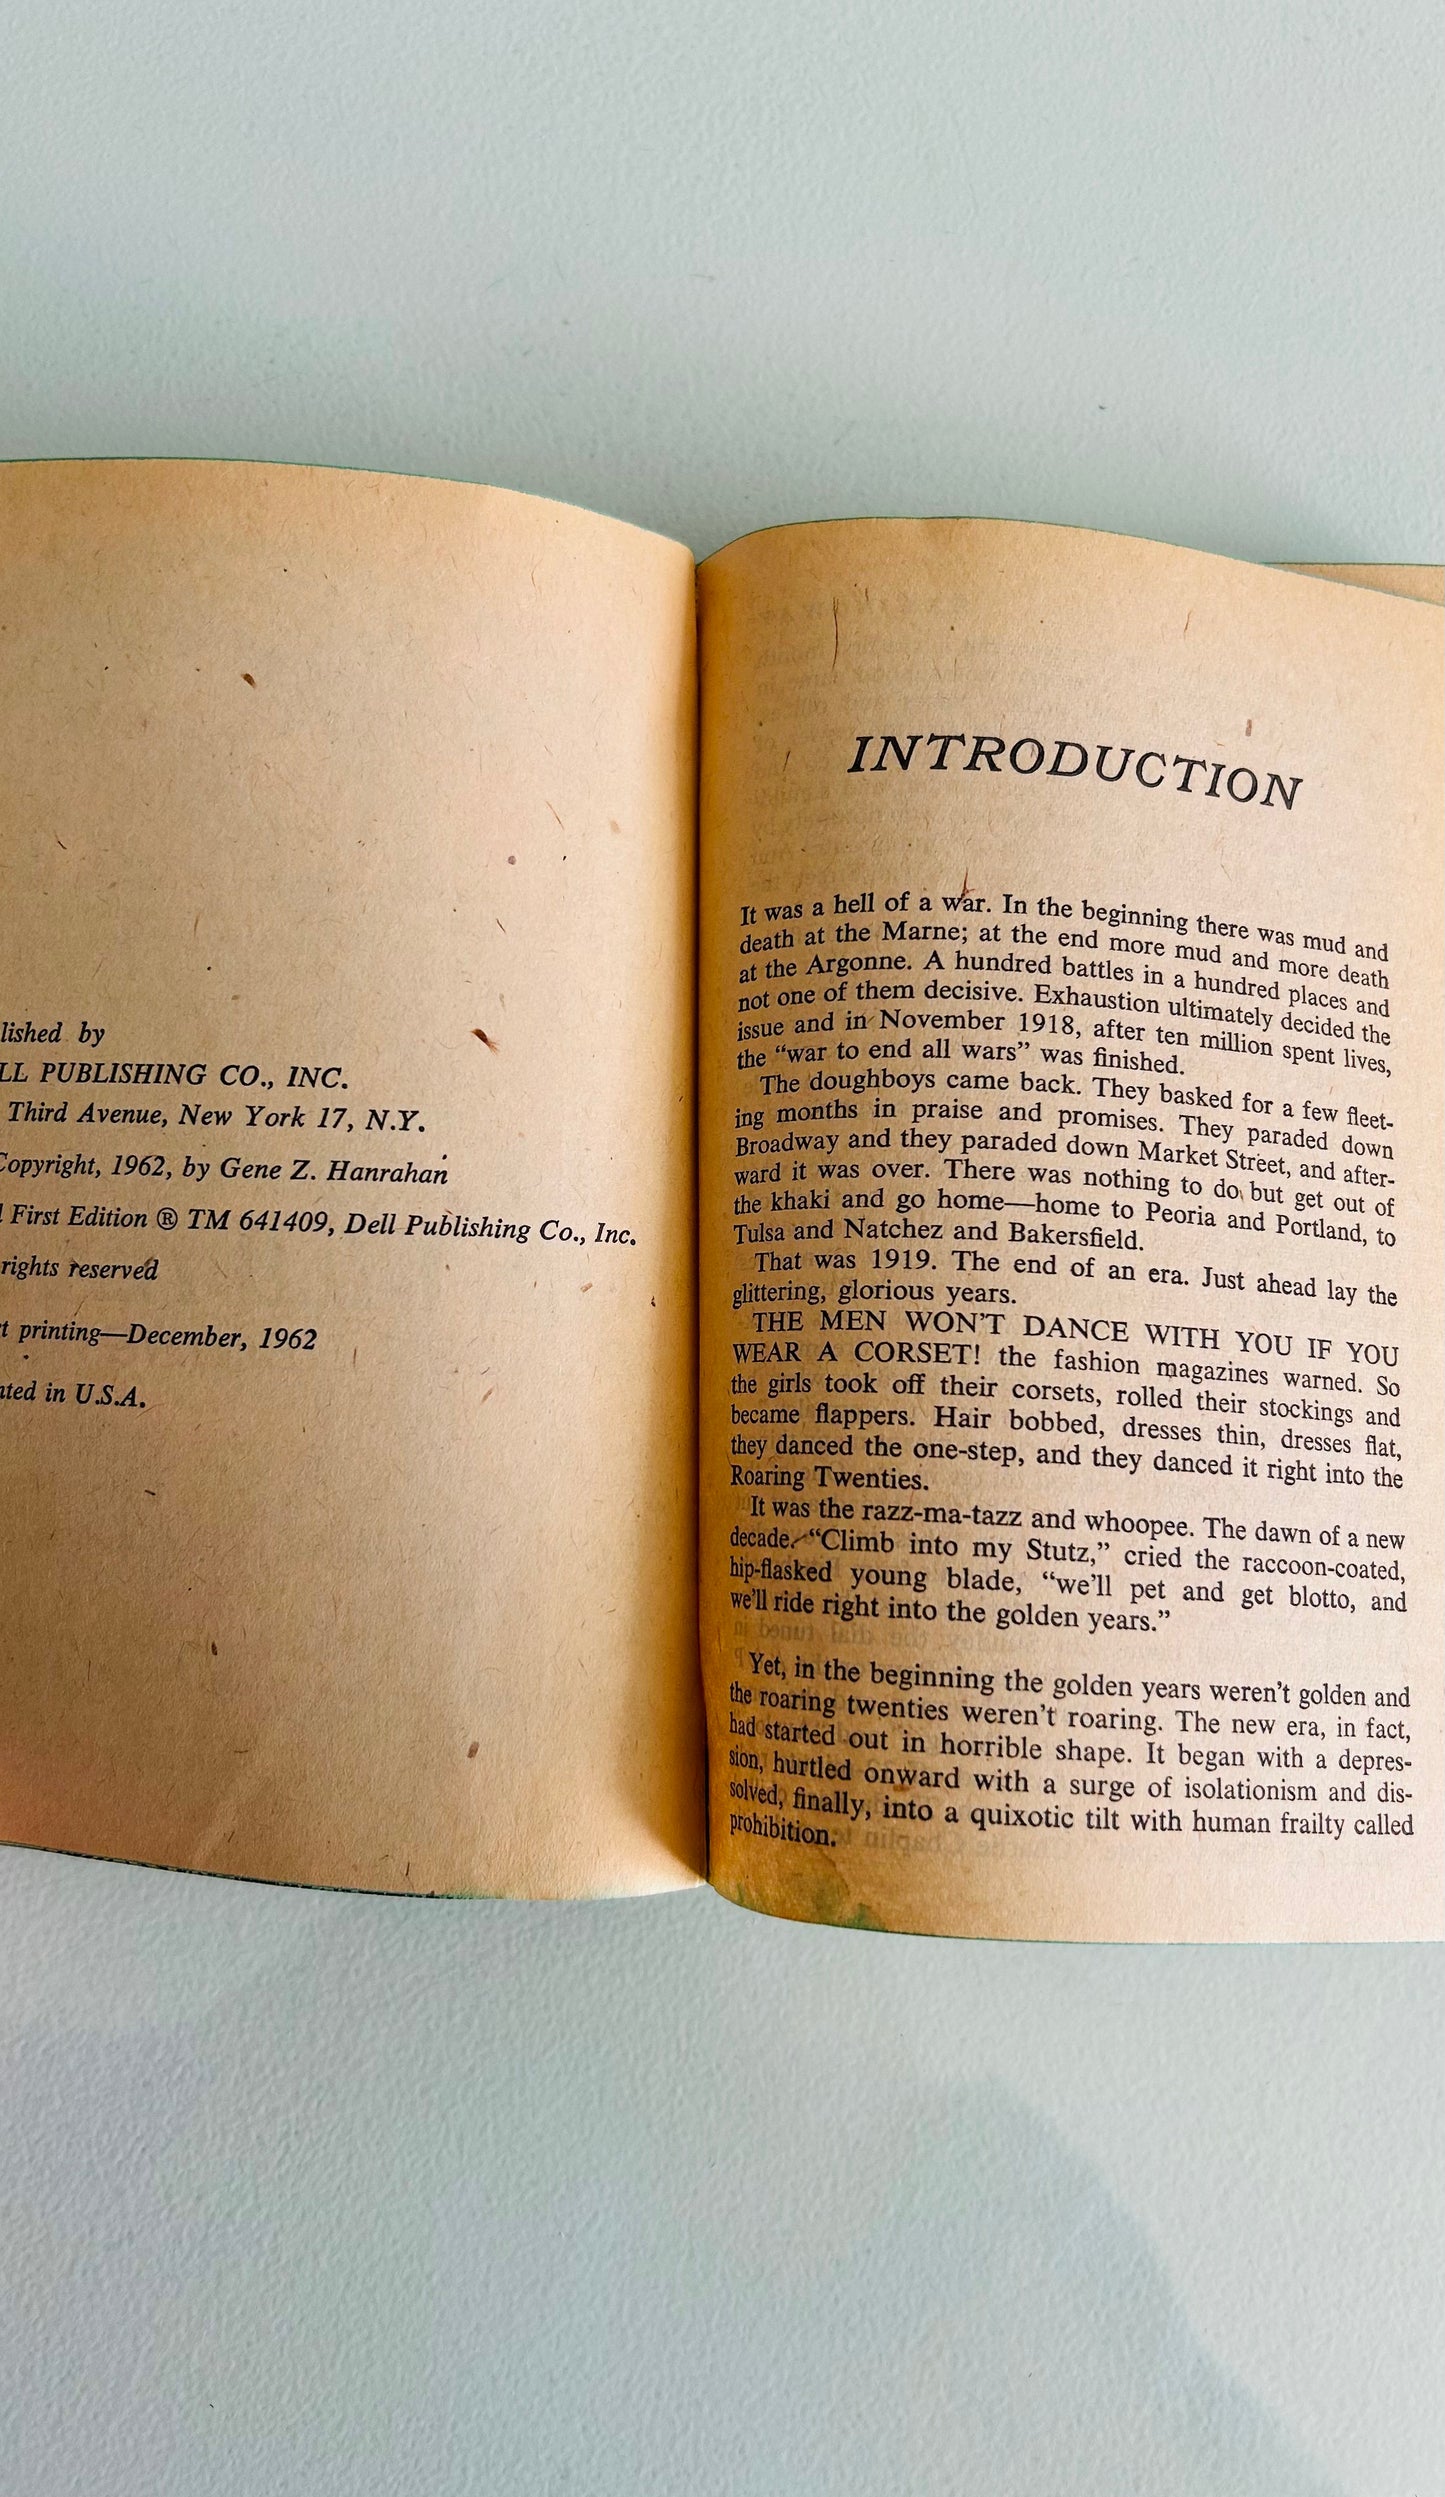 lished by
LL PUBLISHING CO., INC.
Third Avenue, New York 17, N.Y.
Copyright, 1962, by Gene Z. Hanrahan
First Edition ® TM 641409, Dell Publishing Co., Inc.
rights reserved
t printing—December, 1962
nted in U.S.A.
INTRODUCTION
It was a hell of a war. In the beginning there was mud and
death at the Marne; at the end more mud and more death
at the Argonne. A hundred battles in a hundred places and
not one of them decisive. Exhaustion ultimately decided the
issue and in November 1918, after ten million spent lives,
the “war to end all wars” was finished.
The doughboys came back. They basked for a few fleet-
ing months in praise and promises. They paraded down
Broadway and they paraded down Market Street, and after-
ward it was over. There was nothing to do but get out of
the khaki and go home—home to Peoria and Portland, to
Tulsa and Natchez and Bakersfield.
That was 1919. The end of an era. Just ahead lay the
glittering, glorious years.
THE MEN WON’T DANCE WITH YOU IF YOU
WEAR A CORSET! the fashion magazines warned. So
the girls took off their corsets, rolled their stockings and
became flappers. Hair bobbed, dresses thin, dresses flat,
they danced the one-step, and they danced it right into the
Roaring Twenties.
It was the razz-ma-tazz and whoopee. The dawn of a new
decade. “Climb into my Stutz,” cried the raccoon-coated,
hip-flasked young blade, “we’ll pet and get blotto, and
we’ll ride right into the golden years.”
Yet, in the beginning the golden years weren’t golden and
the roaring twenties weren’t roaring. The new era, in fact,
had started out in horrible shape. It began with a depres-
sion, hurtled onward with a surge of isolationism and dis-
solved, finally, into a quixotic tilt with human frailty called
prohibition.